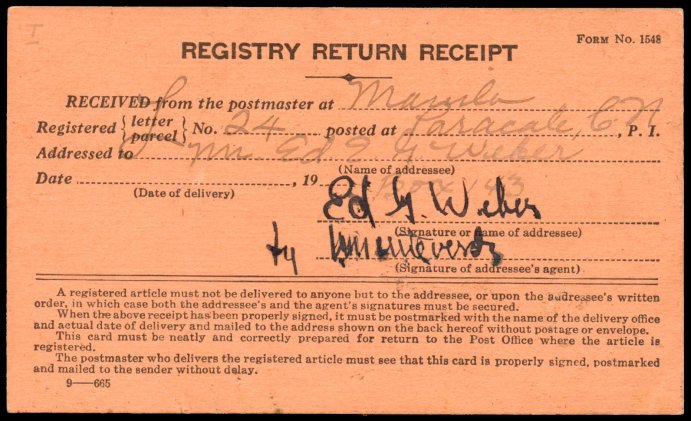 I
FORM NO. 1548
REGISTRY RETURN RECEIPT
RECEIVED from the postmaster at Manila
Registered { letter parcel } No. 24 posted at Paracale, CN, P. I.
Addressed to Mr. Ed G Weber
(Name of addressee)
Date , 19 Box
(Date of delivery)
Ed G. Weber
(Signature or name of addressee)
by
(Signature of addressee's agent)
A registered article must not be delivered to anyone but to the addressee, or upon the addressee's written
order, in which case both the addressee's and the agent's signatures must be secured.
When the above receipt has been properly signed, it must be postmarked with the name of the delivery office
and actual date of delivery and mailed to the address shown on the back hereof without postage or envelope.
This card must be neatly and correctly prepared for return to the Post Office where the article is
registered.
The postmaster who delivers the registered article must see that this card is properly signed, postmarked
and mailed to the sender without delay.
9—665